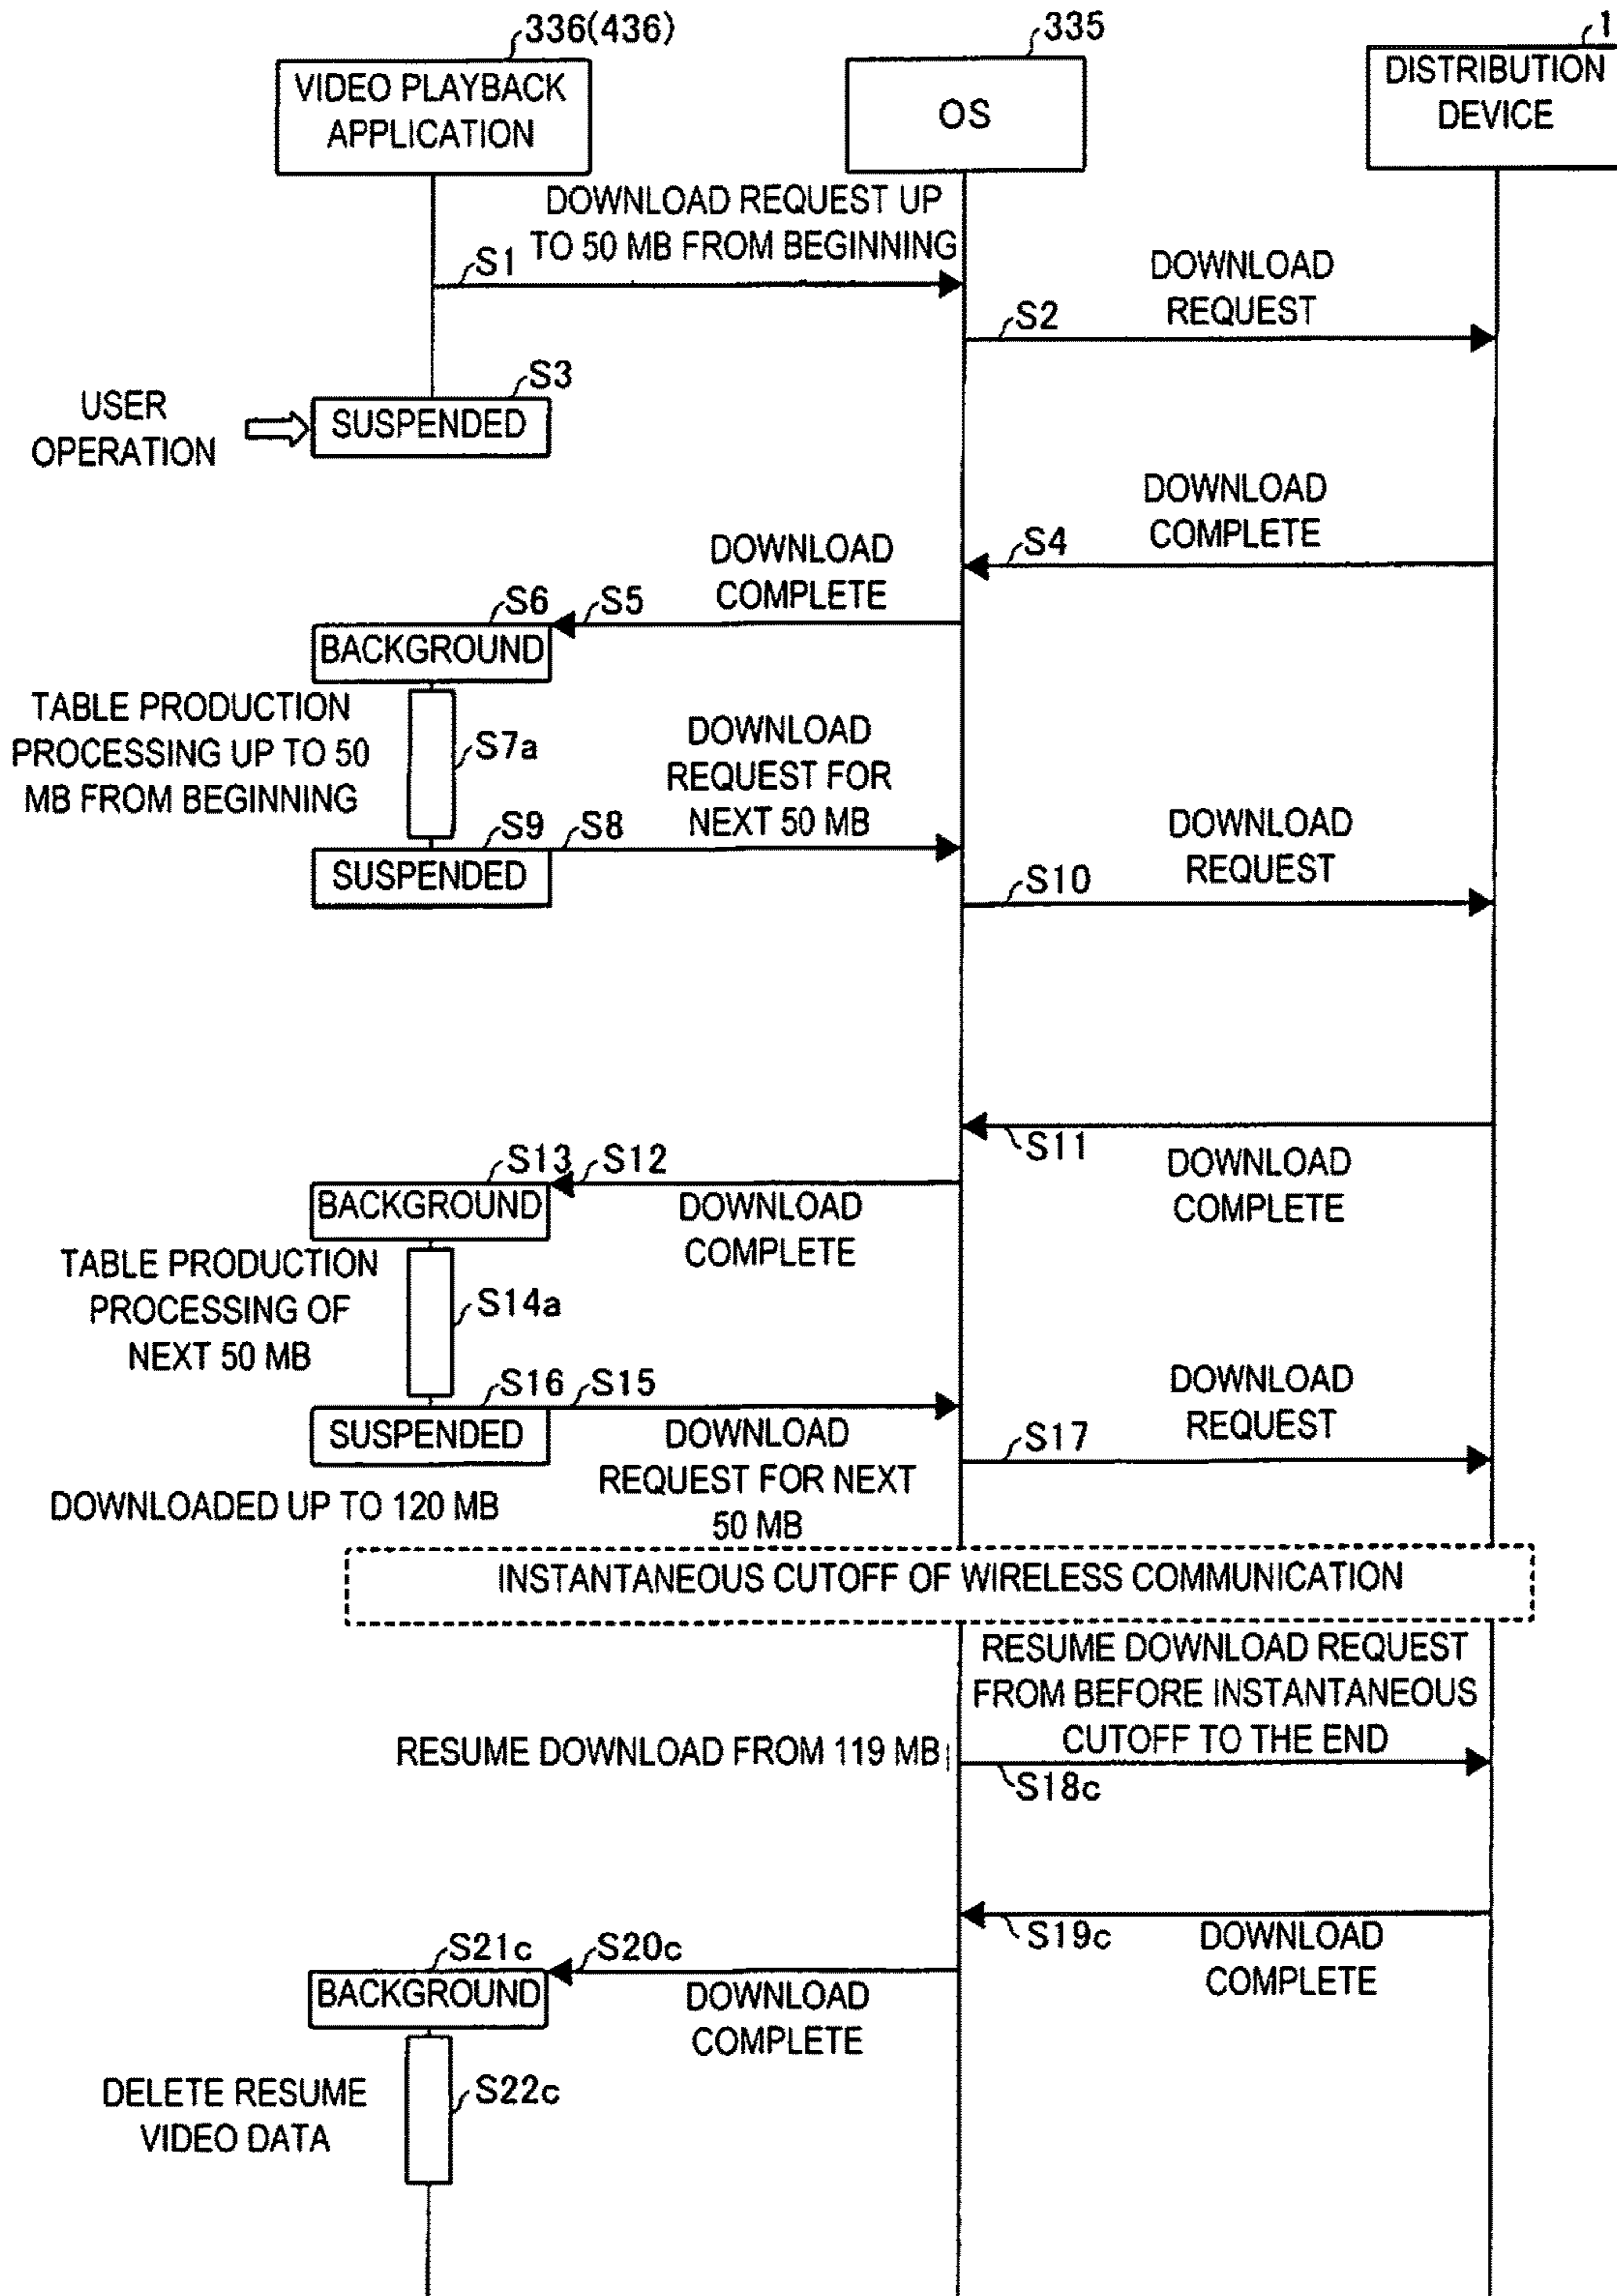 336(436)
335
1
VIDEO PLAYBACK
APPLICATION
OS
DISTRIBUTION
DEVICE
DOWNLOAD REQUEST UP
TO 50 MB FROM BEGINNING
S1
DOWNLOAD
REQUEST
S2
S3
USER
OPERATION
SUSPENDED
DOWNLOAD
COMPLETE
S4
DOWNLOAD
COMPLETE
S6
S5
BACKGROUND
TABLE PRODUCTION
PROCESSING UP TO 50
MB FROM BEGINNING
S7a
DOWNLOAD
REQUEST FOR
NEXT 50 MB
S9
S8
SUSPENDED
DOWNLOAD
REQUEST
S10
S11
DOWNLOAD
COMPLETE
S13
S12
BACKGROUND
DOWNLOAD
COMPLETE
TABLE PRODUCTION
PROCESSING OF
NEXT 50 MB
S14a
S16
S15
SUSPENDED
DOWNLOAD
REQUEST FOR NEXT
50 MB
DOWNLOAD
REQUEST
S17
DOWNLOADED UP TO 120 MB
INSTANTANEOUS CUTOFF OF WIRELESS COMMUNICATION
RESUME DOWNLOAD REQUEST
FROM BEFORE INSTANTANEOUS
CUTOFF TO THE END
RESUME DOWNLOAD FROM 119 MB
S18c
S19c
DOWNLOAD
COMPLETE
S21c
S20c
BACKGROUND
DOWNLOAD
COMPLETE
DELETE RESUME
VIDEO DATA
S22c